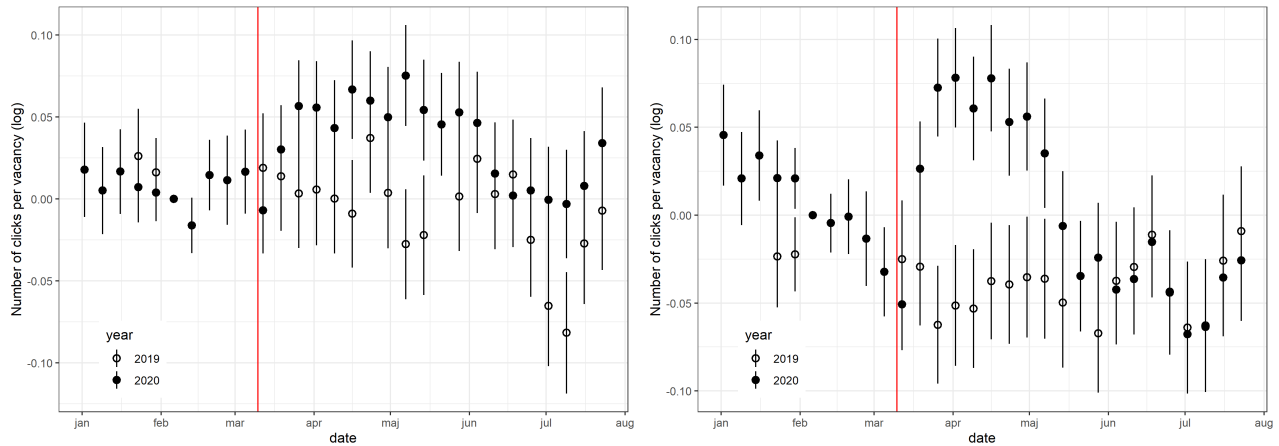 0.10
0.05
0.00
-0.05
-0.10
Number of clicks per vacancy (log)
year
2019
2020
jan feb mar apr maj jun jul aug
date
0.10
0.05
0.00
-0.05
-0.10
Number of clicks per vacancy (log)
year
2019
2020
jan feb mar apr maj jun jul aug
date